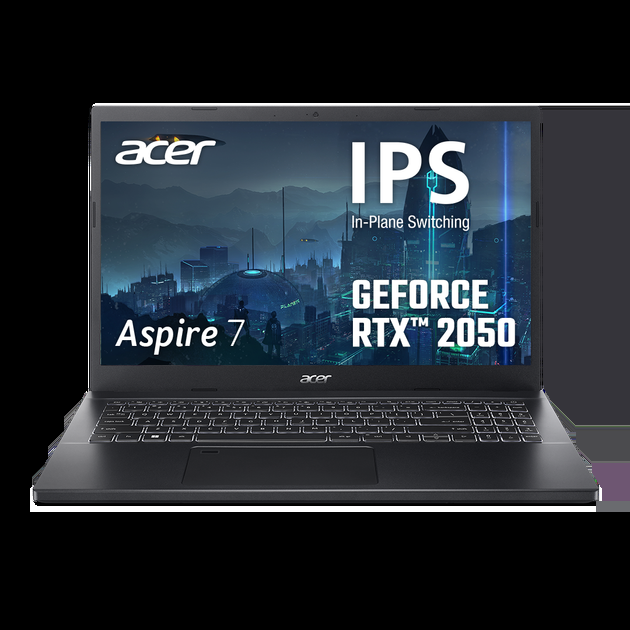 acer
IPS
In-Plane Switching
GEFORCE
RTX™ 2050
Aspire 7
acer